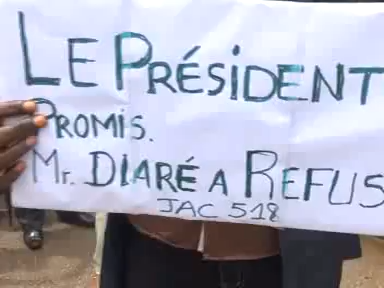 LE PRÉSIDENT
PROMIS.
Mr. DIARÉ A REFUS
JAC 518